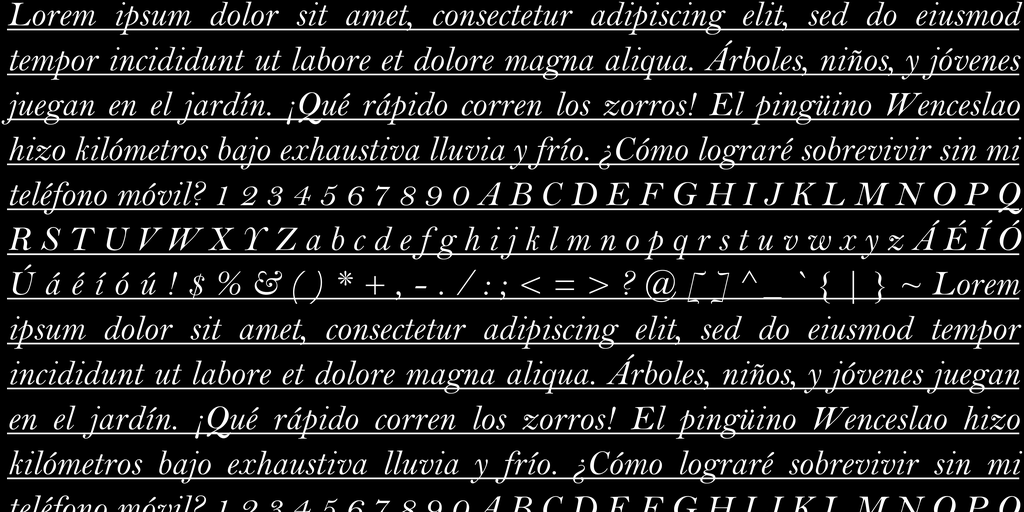 Lorem ipsum dolor sit amet, consectetur adipiscing elit, sed do eiusmod
tempor incididunt ut labore et dolore magna aliqua. Árboles, niños, y jóvenes
juegan en el jardín. ¡Qué rápido corren los zorros! El pingüino Wenceslao
hizo kilómetros bajo exhaustiva lluvia y frío. ¿Cómo lograré sobrevivir sin mi
teléfono móvil? 1 2 3 4 5 6 7 8 9 0 A B C D E F G H I J K L M N O P Q
R S T U V W X Y Z a b c d e f g h i j k l m n o p q r s t u v w x y z Á É Í Ó
Ú á é í ó ú ! $ % & ( ) * + , - . / : ; < = > ? @ [ ] ^ _ ` { | } ~ Lorem
ipsum dolor sit amet, consectetur adipiscing elit, sed do eiusmod tempor
incididunt ut labore et dolore magna aliqua. Árboles, niños, y jóvenes juegan
en el jardín. ¡Qué rápido corren los zorros! El pingüino Wenceslao hizo
kilómetros bajo exhaustiva lluvia y frío. ¿Cómo lograré sobrevivir sin mi
teléfono móvil? 1 2 3 4 5 6 7 8 9 0 A B C D E F G H I J K L M N O P Q